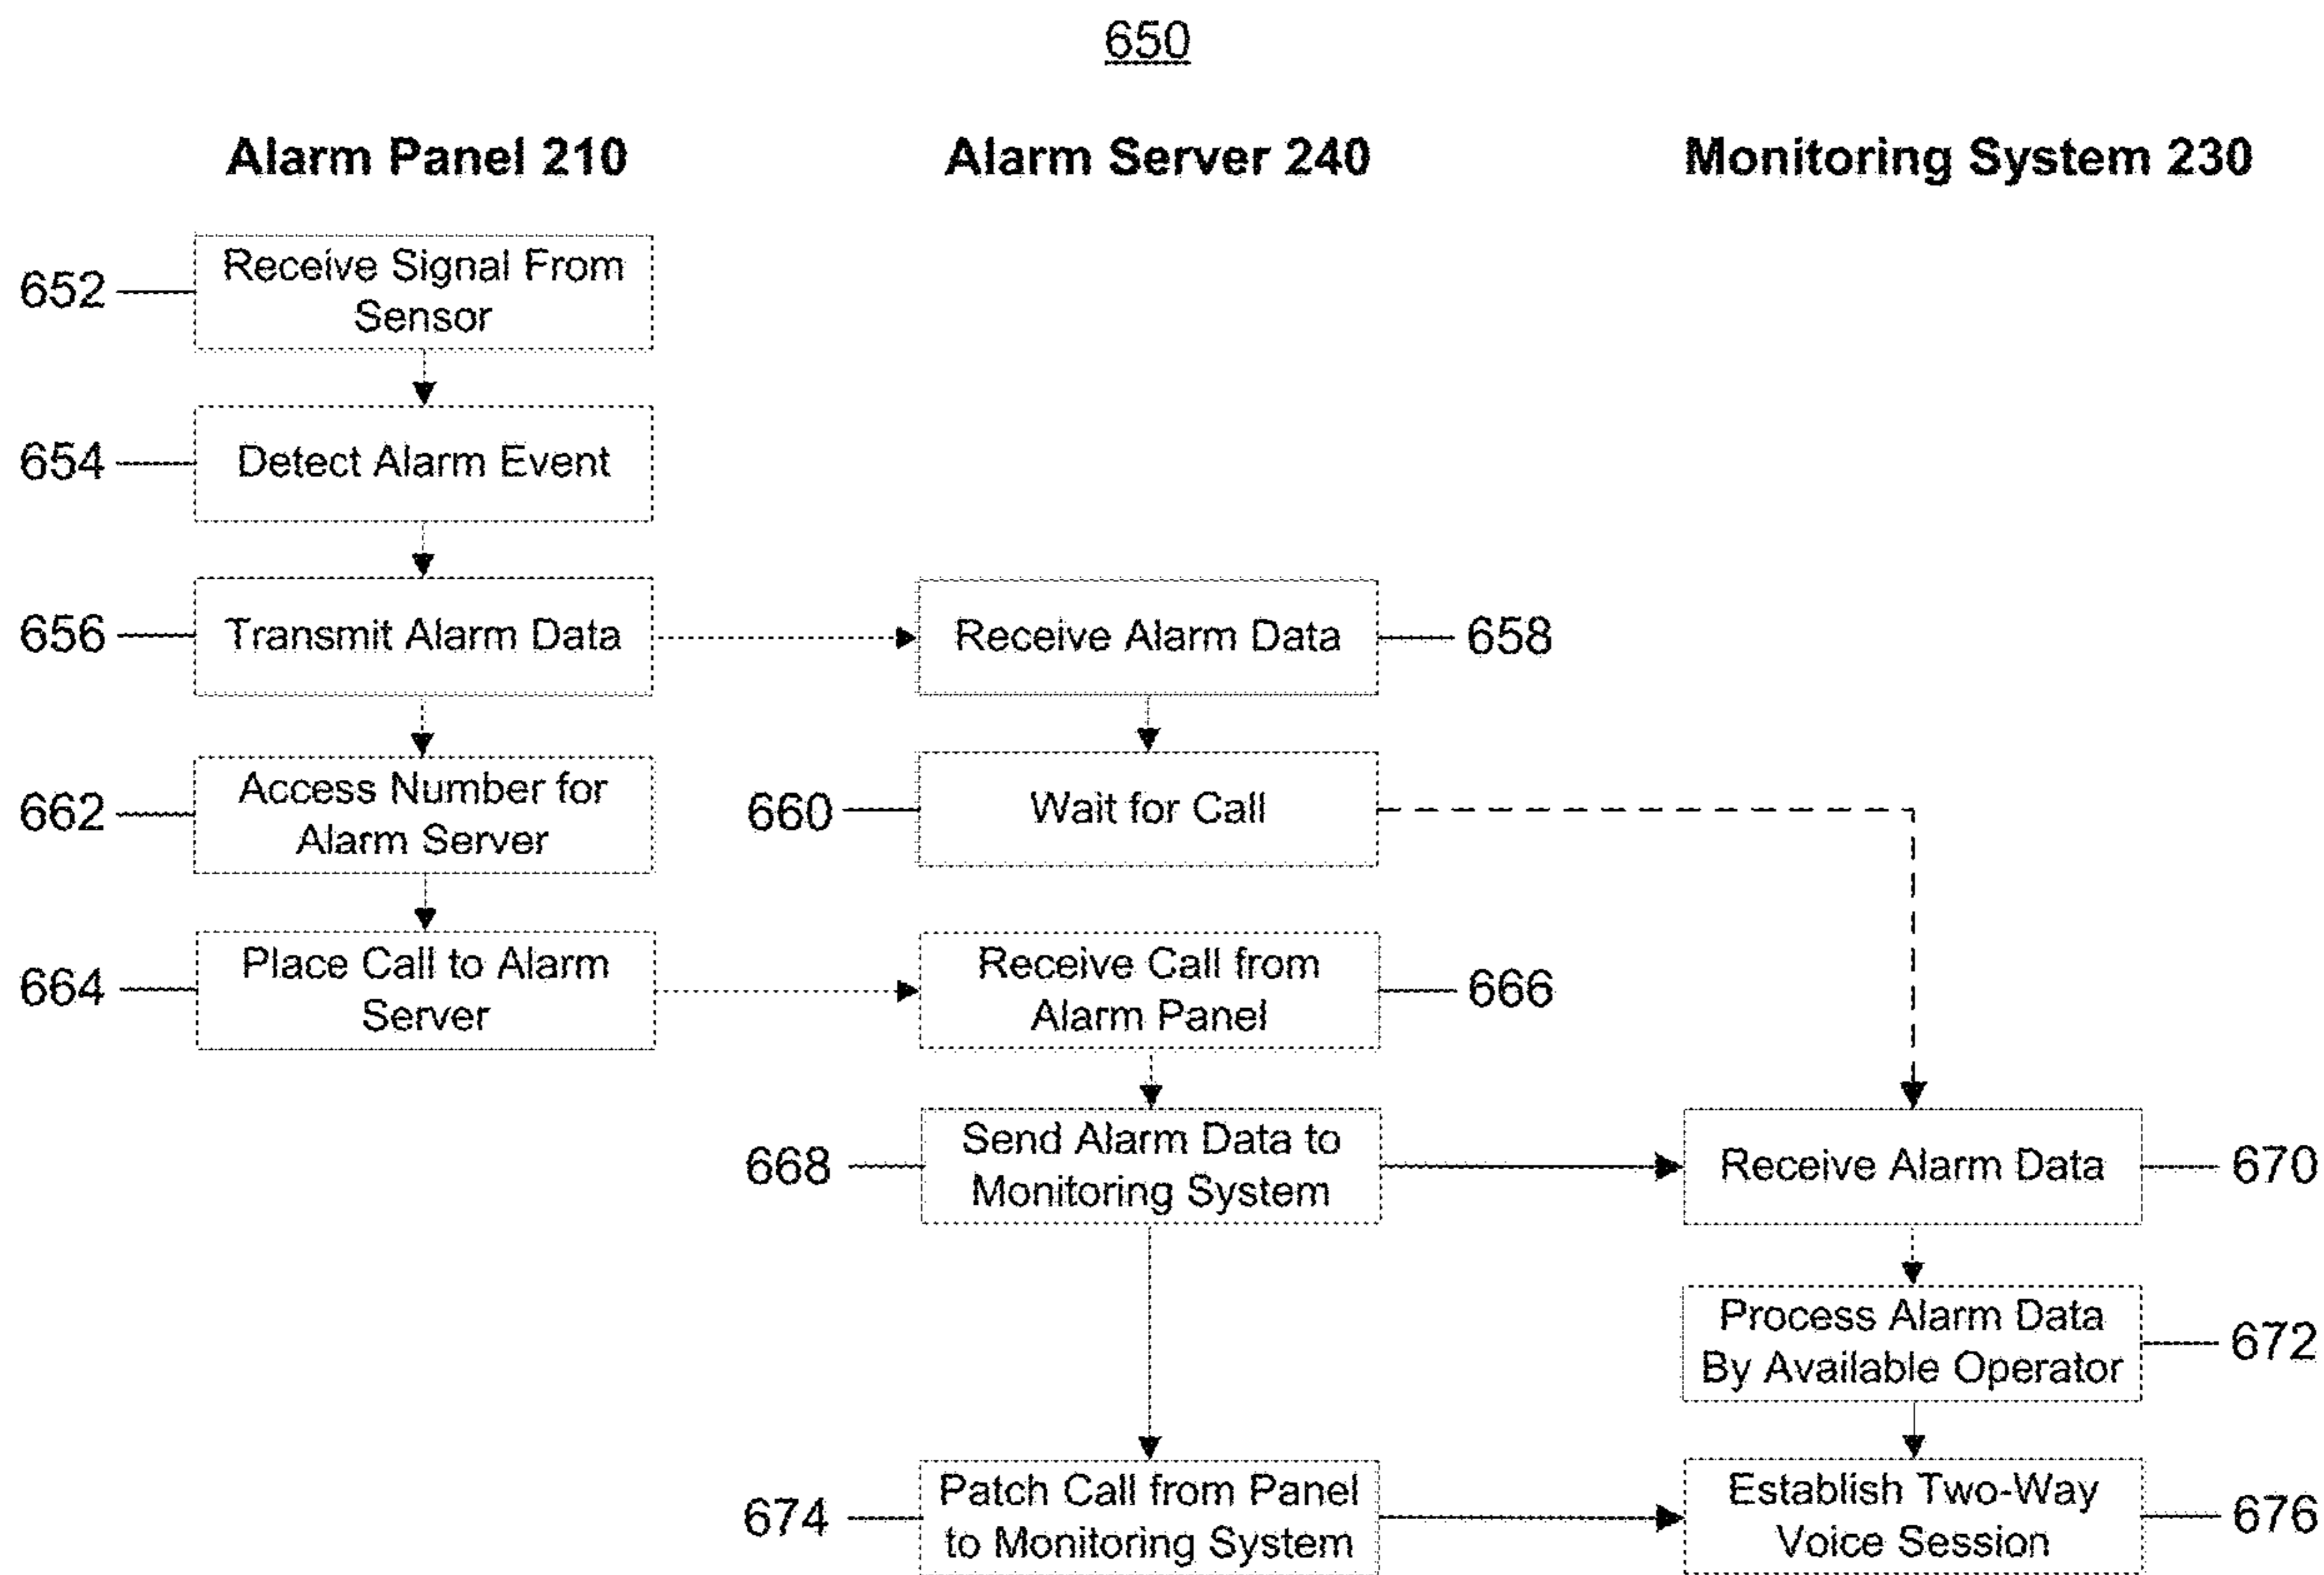 650
Alarm Panel 210
Alarm Server 240
Monitoring System 230
652
Receive Signal From
Sensor
654
Detect Alarm Event
656
Transmit Alarm Data
Receive Alarm Data
658
662
Access Number for
Alarm Server
660
Wait for Call
664
Place Call to Alarm
Server
Receive Call from
Alarm Panel
666
668
Send Alarm Data to
Monitoring System
Receive Alarm Data
670
Process Alarm Data
By Available Operator
672
674
Patch Call from Panel
to Monitoring System
Establish Two-Way
Voice Session
676